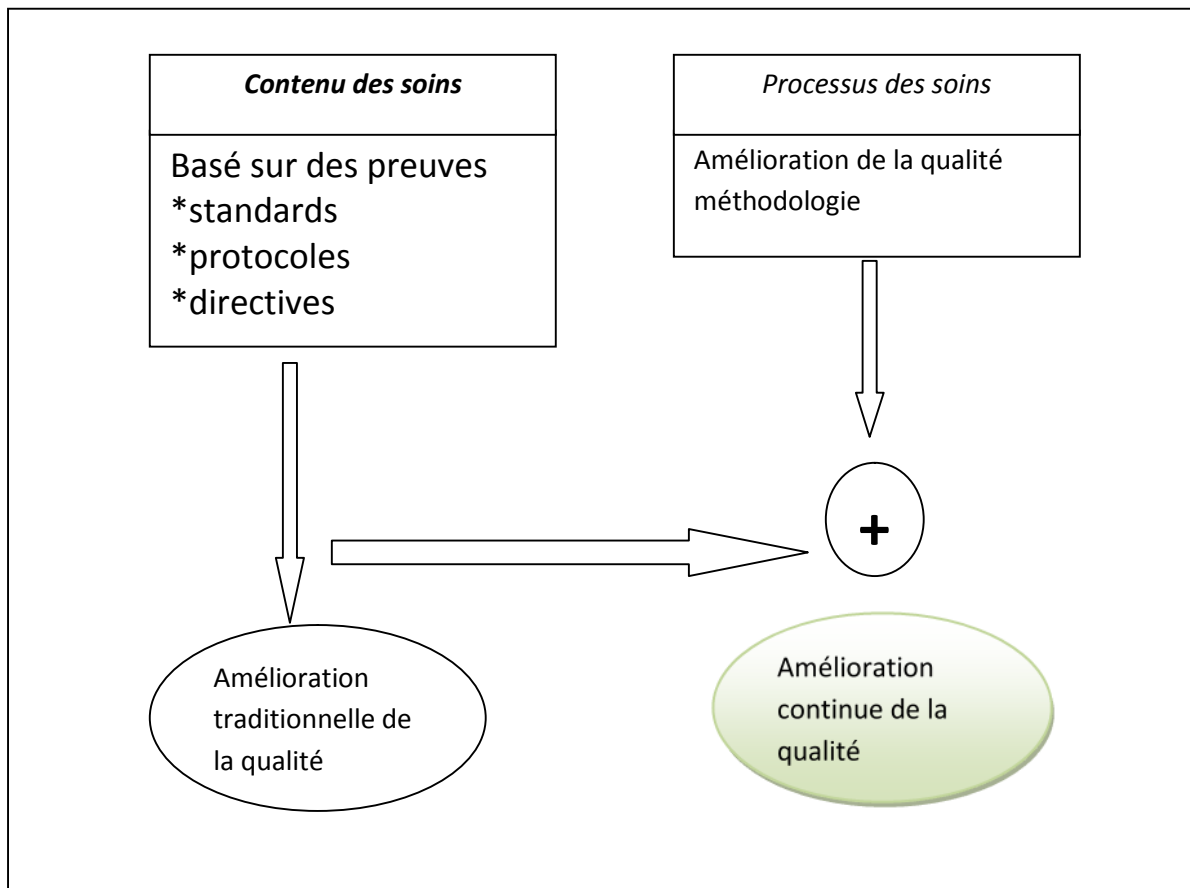 Contenu des soins
Basé sur des preuves
*standards
*protocoles
*directives
Processus des soins
Amélioration de la qualité
méthodologie
+
Amélioration
traditionnelle de
la qualité
Amélioration
continue de la
qualité